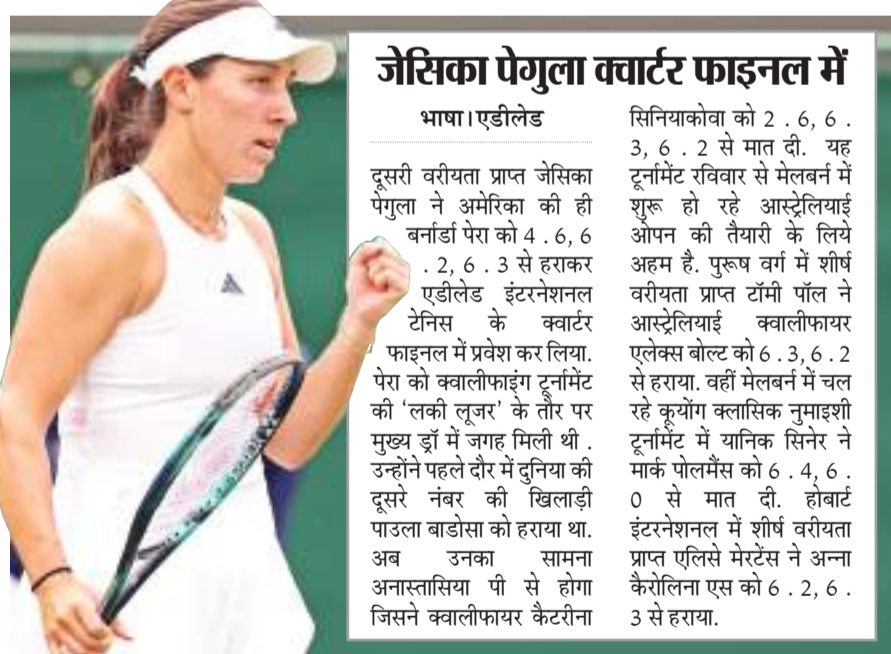 जेसिका पेगुला क्वार्टर फाइनल में
भाषा। एडीलेड
दूसरी वरीयता प्राप्त जेसिका
पेगुला ने अमेरिका की ही
बर्नार्डा पेरा को 4 . 6, 6
. 2, 6 . 3 से हराकर
एडीलेड इंटरनेशनल
टेनिस के क्वार्टर
फाइनल में प्रवेश कर लिया.
पेरा को क्वालीफाइंग टूर्नामेंट
की ‘लकी लूजर’ के तौर पर
मुख्य ड्रॉ में जगह मिली थी .
उन्होंने पहले दौर में दुनिया की
दूसरे नंबर की खिलाड़ी
पाउला बाडोसा को हराया था.
अब उनका सामना
अनास्तासिया पी से होगा
जिसने क्वालीफायर कैटरीना
सिनियाकोवा को 2 . 6, 6 .
3, 6 . 2 से मात दी. यह
टूर्नामेंट रविवार से मेलबर्न में
शुरू हो रहे आस्ट्रेलियाई
ओपन की तैयारी के लिये
अहम है. पुरूष वर्ग में शीर्ष
वरीयता प्राप्त टॉमी पॉल ने
आस्ट्रेलियाई क्वालीफायर
एलेक्स बोल्ट को 6 . 3, 6 . 2
से हराया. वहीं मेलबर्न में चल
रहे कूयोंग क्लासिक नुमाइशी
टूर्नामेंट में यानिक सिनेर ने
मार्क पोलमैंस को 6 . 4, 6 .
0 से मात दी. होबार्ट
इंटरनेशनल में शीर्ष वरीयता
प्राप्त एलिसे मेरटेंस ने अन्ना
कैरोलिना एस को 6 . 2, 6 .
3 से हराया.